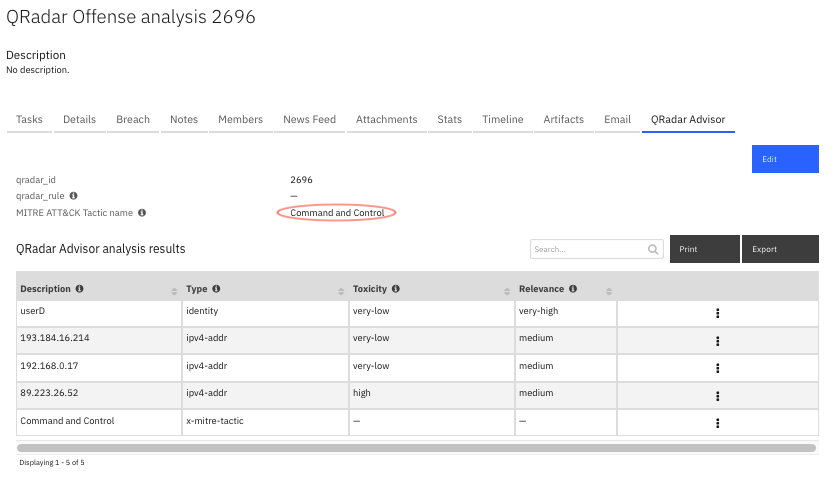 QRadar Offense analysis 2696
Description
No description.
Tasks Details Breach Notes Members News Feed Attachments Stats Timeline Artifacts Email QRadar Advisor
Edit
qradar_id 2696
qradar_rule —
MITRE ATT&CK Tactic name Command and Control
QRadar Advisor analysis results Search... Print Export
Description Type Toxicity Relevance
userD identity very-low very-high
193.184.16.214 ipv4-addr very-low medium
192.168.0.17 ipv4-addr very-low medium
89.223.26.52 ipv4-addr high medium
Command and Control x-mitre-tactic — —
Displaying 1 - 5 of 5